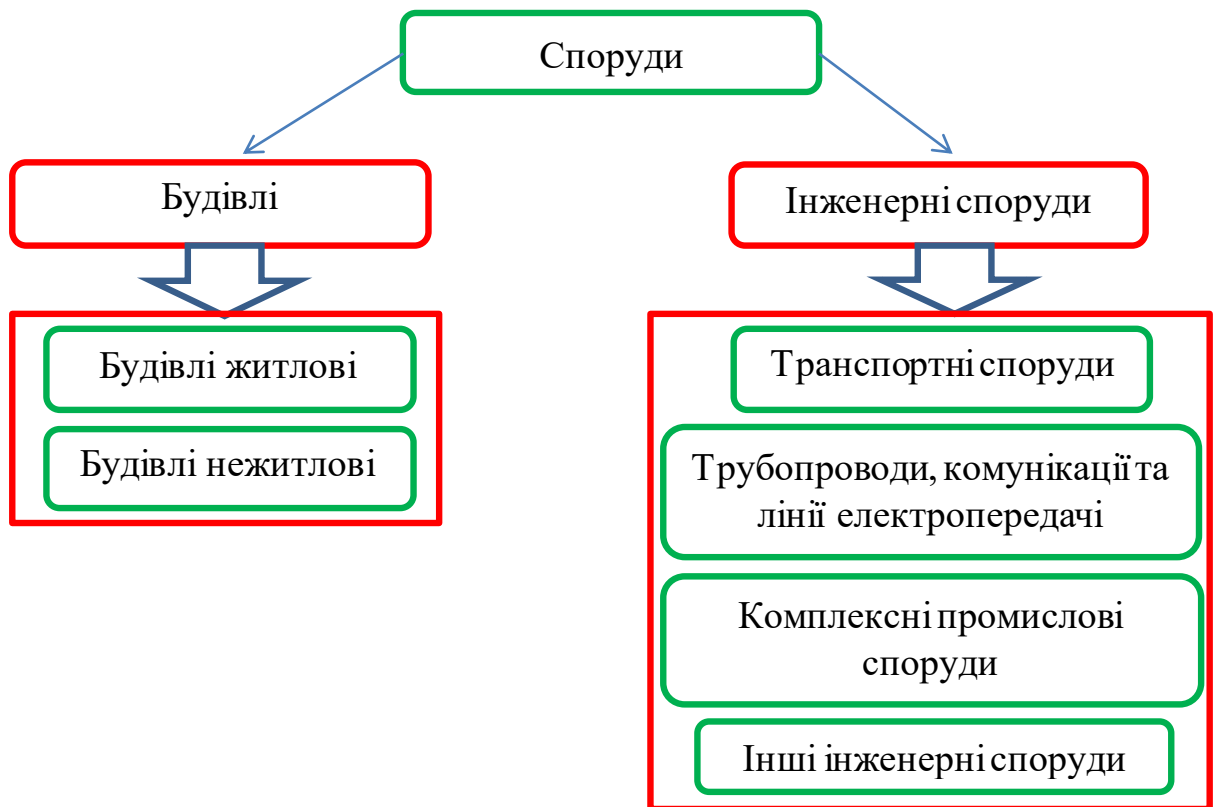 Споруди
Будівлі
Інженерні споруди
Будівлі житлові
Будівлі нежитлові
Транспортні споруди
Трубопроводи, комунікації та
лінії електропередачі
Комплексні промислові
споруди
Інші інженерні споруди